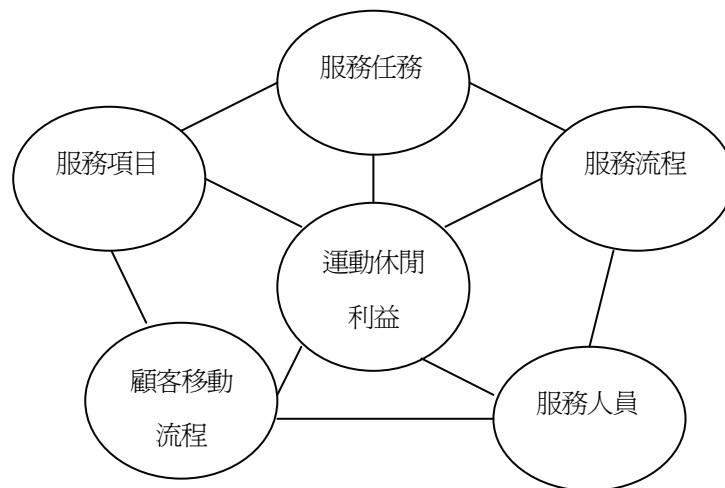 服務任務
服務項目
服務流程
運動休閒
利益
顧客移動
流程
服務人員